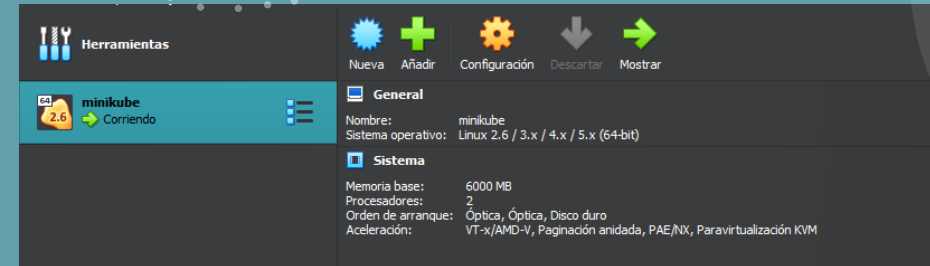 Herramientas
Nueva Añadir Configuración Descartar Mostrar
64
2.6
minikube
Corriendo
General
Nombre: minikube
Sistema operativo: Linux 2.6 / 3.x / 4.x / 5.x (64-bit)
Sistema
Memoria base: 6000 MB
Procesadores: 2
Orden de arranque: Óptica, Óptica, Disco duro
Aceleración: VT-x/AMD-V, Paginación anidada, PAE/NX, Paravirtualización KVM